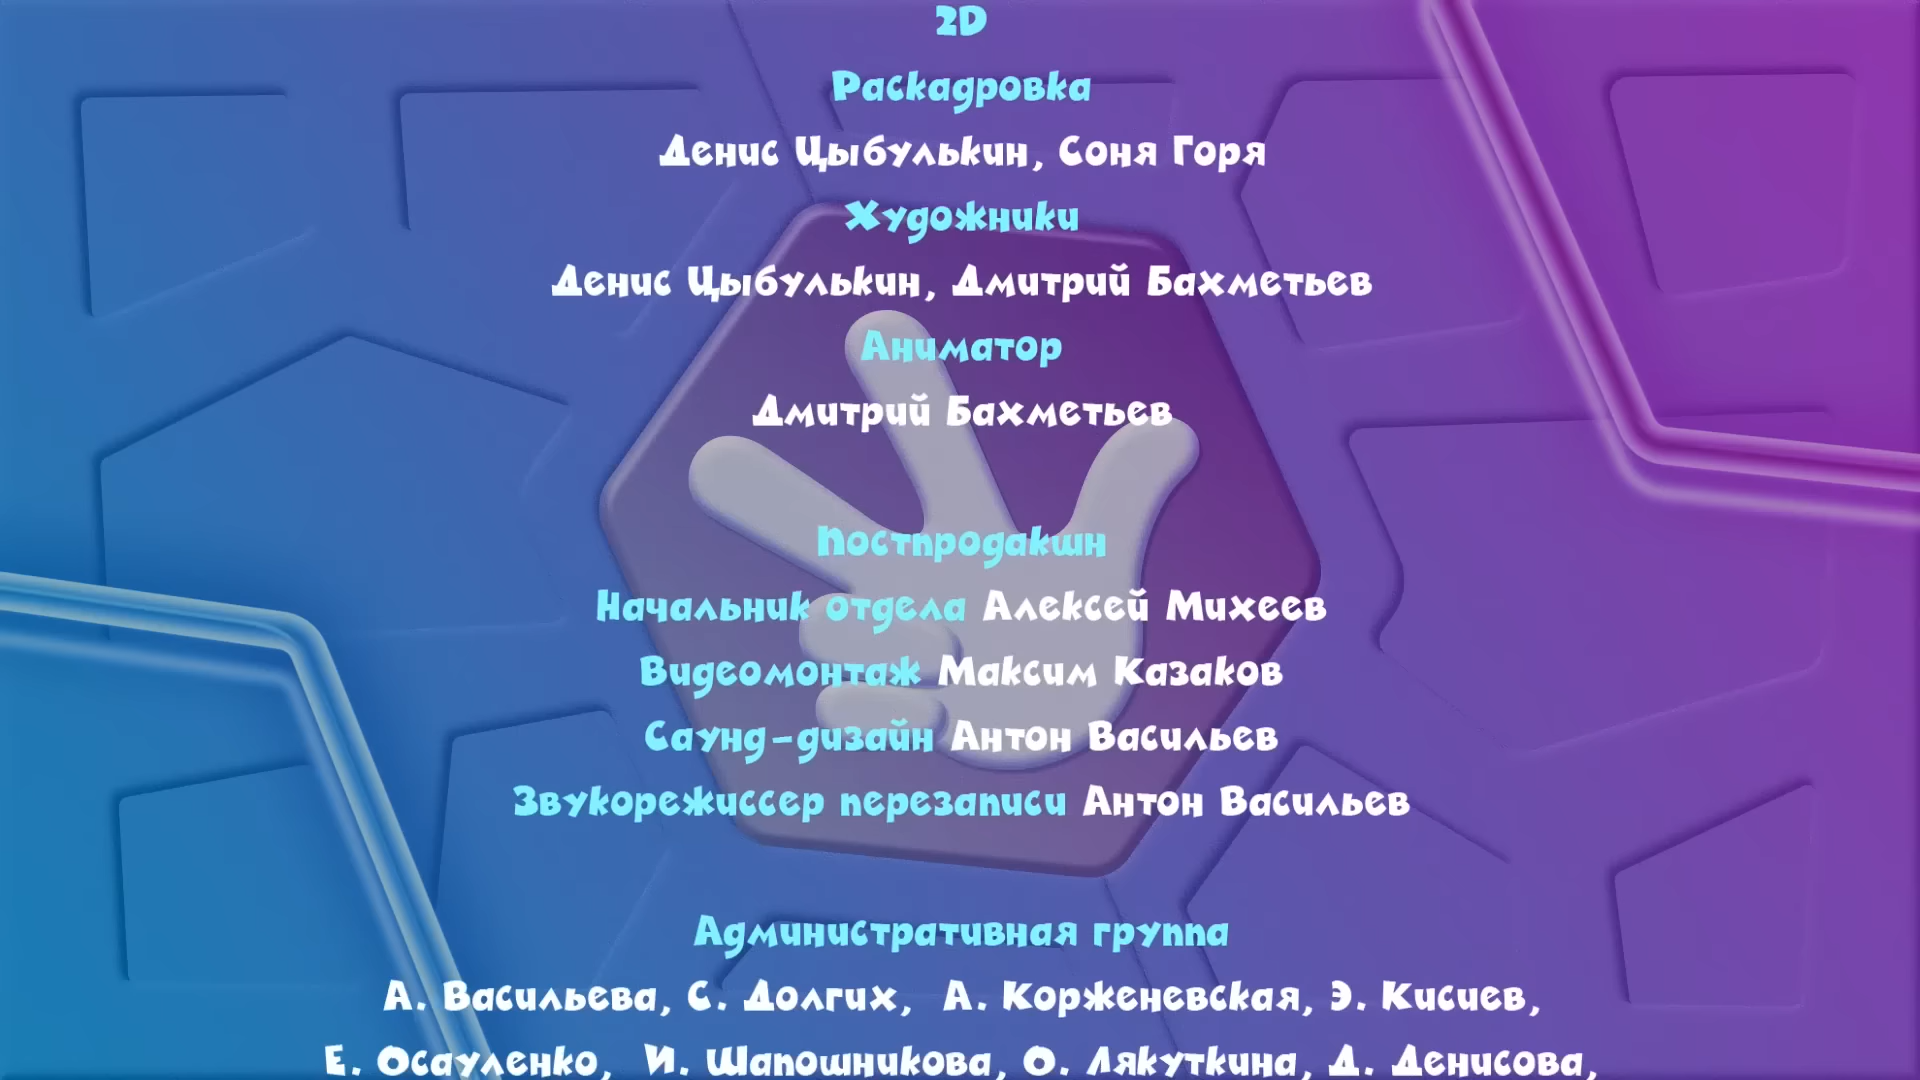 2D
Раскадровка
Денис Цыбулькин, Соня Горя
Художники
Денис Цыбулькин, Дмитрий Бахметьев
Аниматор
Дмитрий Бахметьев
Постпродакшн
Начальник отдела Алексей Михеев
Видеомонтаж Максим Казаков
Саунд-дизайн Антон Васильев
Звукорежиссер перезаписи Антон Васильев
Административная группа
А. Васильева, С. Долгих, А. Корженевская, Э. Кисиев,
Е. Осауленко, И. Шапошникова, О. Лякуткина, Д. Денисова,